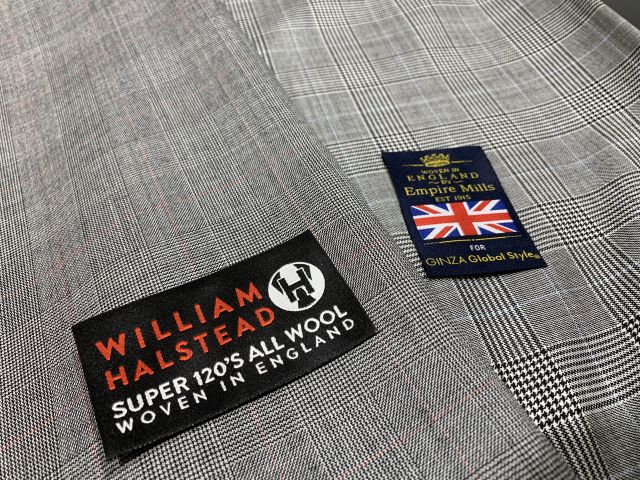 WILLIAM
HALSTEAD
H
SUPER 120'S ALL WOOL
WOVEN IN ENGLAND
WOVEN IN
ENGLAND
BY
Empire Mills
EST 1915
FOR
GINZA Global Style®